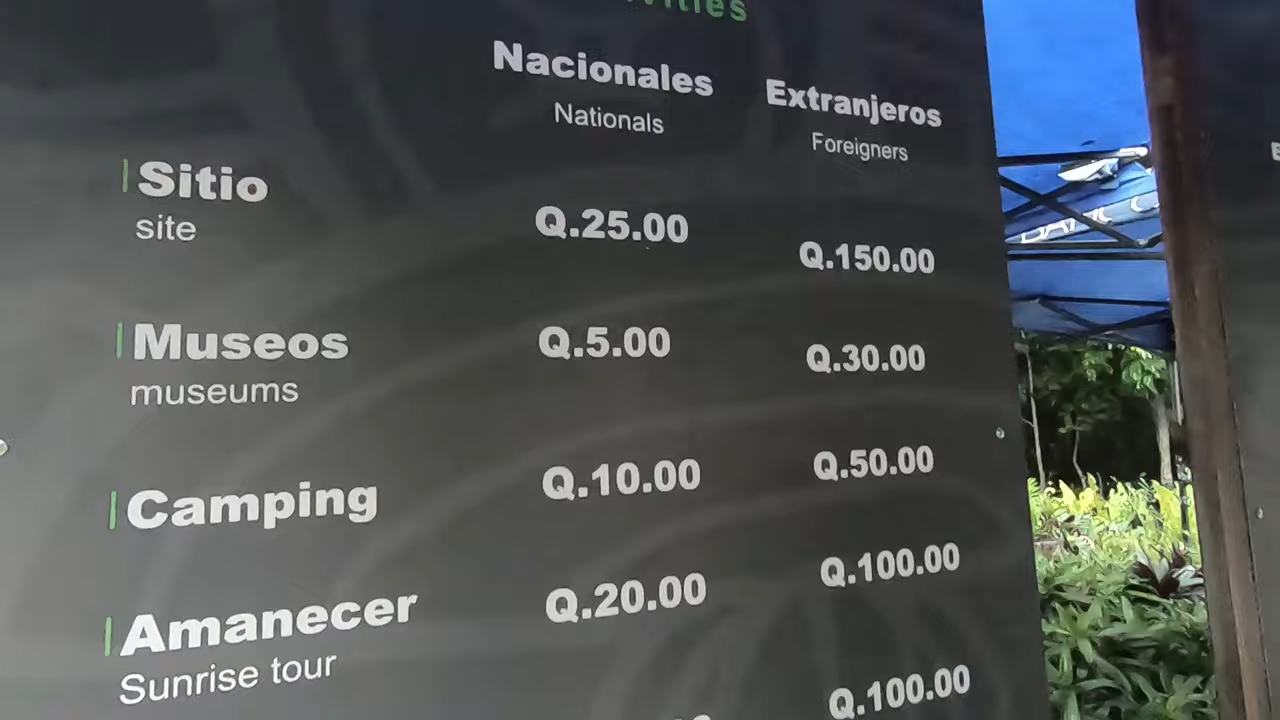 Nacionales Extranjeros
Nationals Foreigners
Sitio Q.25.00 Q.150.00
site
Museos Q.5.00 Q.30.00
museums
Camping Q.10.00 Q.50.00
Amanecer Q.20.00 Q.100.00
Sunrise tour
Q.100.00